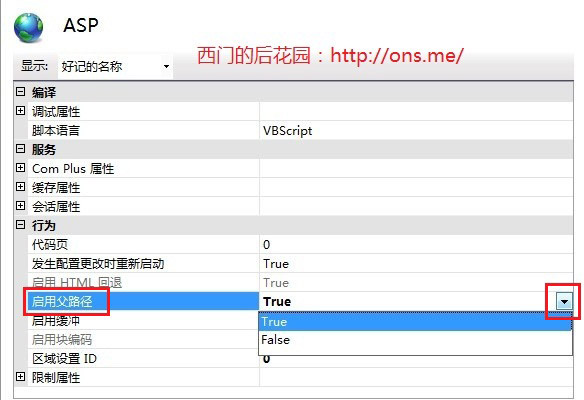 ASP
西门的后花园：http://ons.me/
显示: 好记的名称
编译
调试属性
脚本语言 VBScript
服务
Com Plus 属性
缓存属性
会话属性
行为
代码页 0
发生配置更改时重新启动 True
启用 HTML 回退 True
启用父路径 True
启用缓冲 True
启用块编码 False
区域设置 ID 0
限制属性